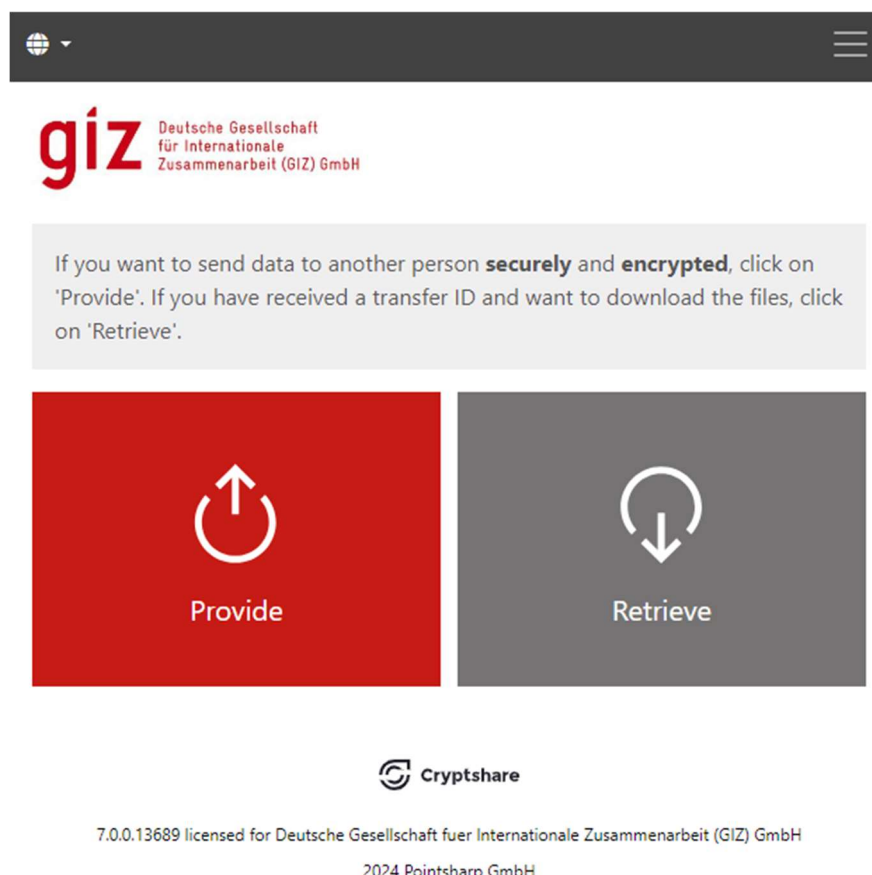 giz
Deutsche Gesellschaft
für Internationale
Zusammenarbeit (GIZ) GmbH
If you want to send data to another person securely and encrypted, click on
'Provide'. If you have received a transfer ID and want to download the files, click
on 'Retrieve'.
Provide
Retrieve
Cryptshare
7.0.0.13689 licensed for Deutsche Gesellschaft fuer Internationale Zusammenarbeit (GIZ) GmbH
2024 Pointsharp GmbH